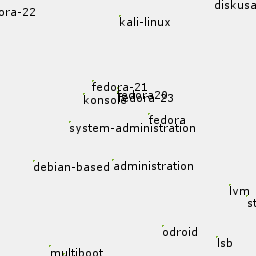 diskusa
ora-22
kali-linux
fedora-21
fedora20
konsole
fedora-23
fedora
system-administration
debian-based
administration
lvm
st
odroid
lsb
multiboot